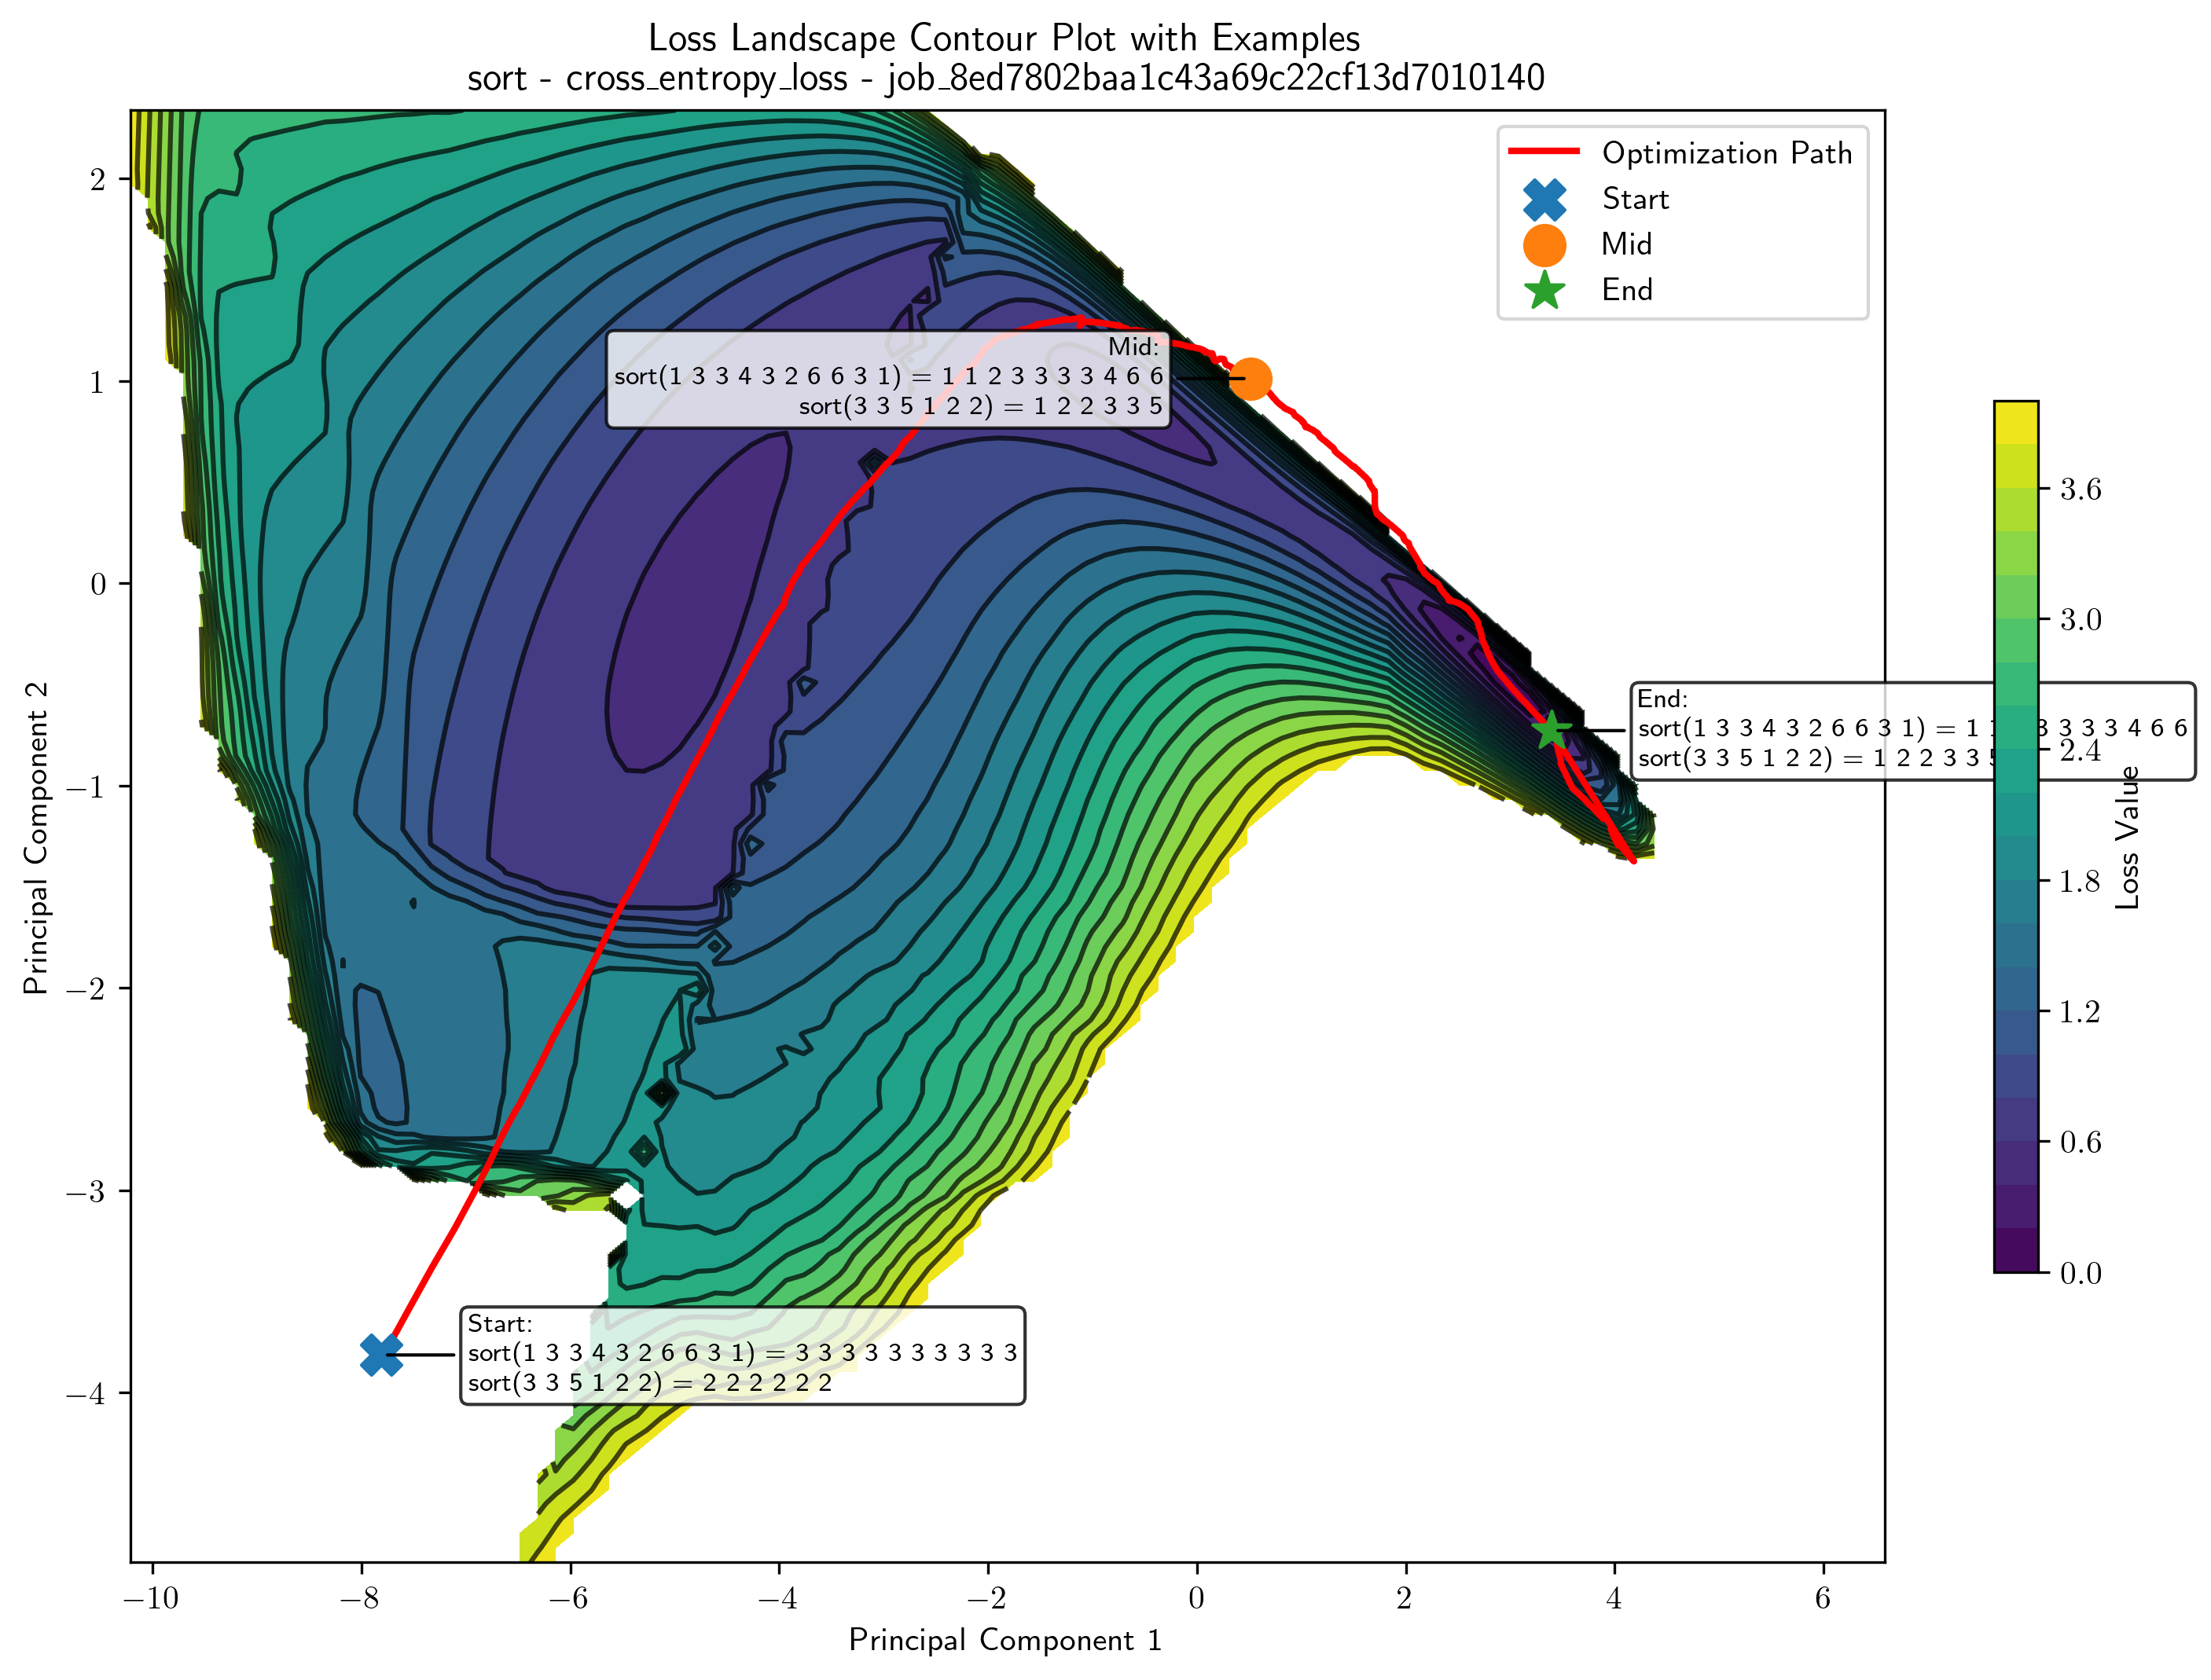 Loss Landscape Contour Plot with Examples
sort - cross_entropy_loss - job_8ed7802baa1c43a69c22cf13d7010140
Optimization Path
Start
Mid
End
Mid:
sort(1 3 3 4 3 2 6 6 3 1) = 1 1 2 3 3 3 3 4 6 6
sort(3 3 5 1 2 2) = 1 2 2 3 3 5
End:
sort(1 3 3 4 3 2 6 6 3 1) = 1 1 3 3 3 3 4 6 6
sort(3 3 5 1 2 2) = 1 2 2 3 3 5
Start:
sort(1 3 3 4 3 2 6 6 3 1) = 3 3 3 3 3 3 3 3 3 3
sort(3 3 5 1 2 2) = 2 2 2 2 2 2
2
1
0
−1
−2
−3
−4
Principal Component 2
−10
−8
−6
−4
−2
0
2
4
6
Principal Component 1
3.6
3.0
2.4
1.8
1.2
0.6
0.0
Loss Value